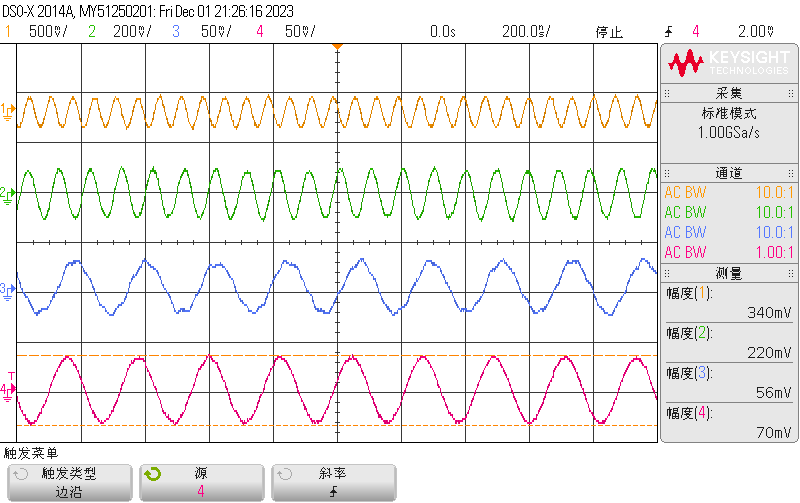 DSO-X 2014A, MY51250201: Fri Dec 01 21:26:16 2023
1 500mV/ 2 200mV/ 3 50mV/ 4 50mV/ 0.0s 200.0ns/ 停止 4 2.00V
KEYSIGHT
TECHNOLOGIES
采集
标准模式
1.00GSa/s
通道
AC BW 10.0:1
AC BW 10.0:1
AC BW 10.0:1
AC BW 1.00:1
测量
幅度(1):
340mV
幅度(2):
220mV
幅度(3):
56mV
幅度(4):
70mV
1
2
3
T
4
触发菜单
触发类型
边沿
源
4
斜率